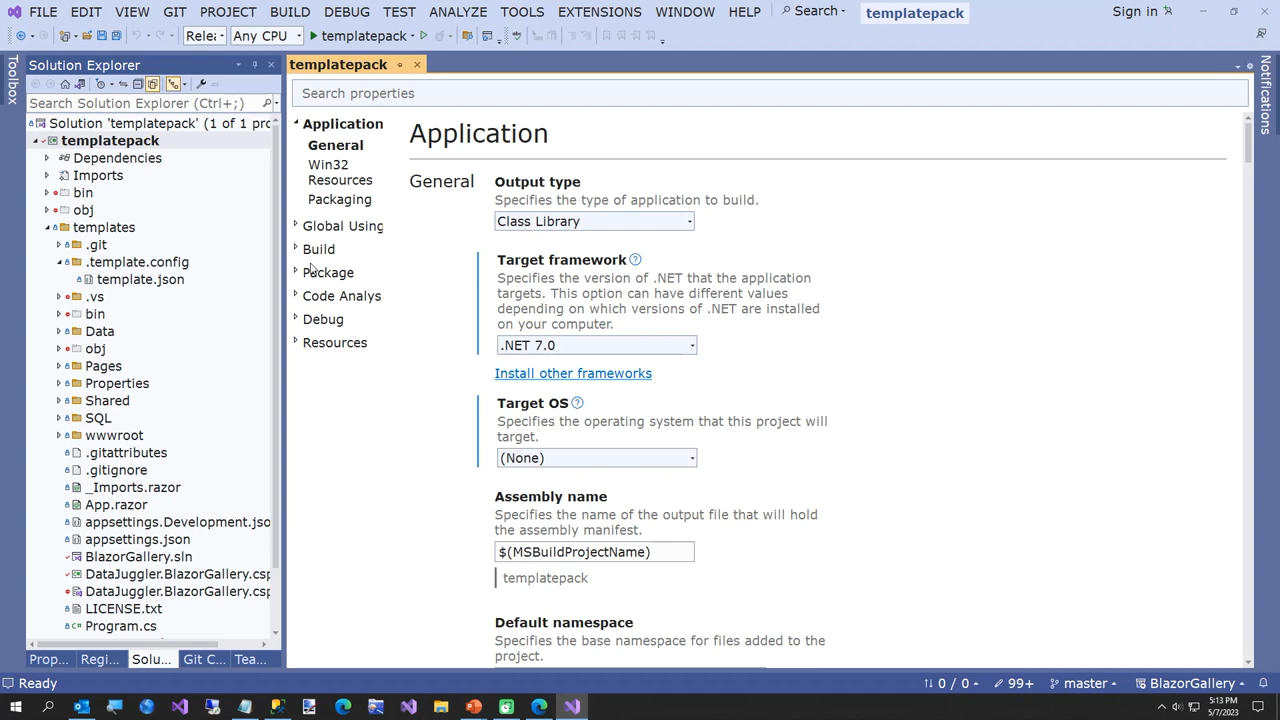 FILE EDIT VIEW GIT PROJECT BUILD DEBUG TEST ANALYZE TOOLS EXTENSIONS WINDOW HELP Search templatepack Sign in
Relea Any CPU templatepack
Toolbox
Solution Explorer
Search Solution Explorer (Ctrl+;)
Solution 'templatepack' (1 of 1 pro
templatepack
Dependencies
Imports
bin
obj
templates
.git
.template.config
template.json
.vs
bin
Data
obj
Pages
Properties
Shared
SQL
wwwroot
.gitattributes
.gitignore
_Imports.razor
App.razor
appsettings.Development.jso
appsettings.json
BlazorGallery.sln
DataJuggler.BlazorGallery.csp
DataJuggler.BlazorGallery.csp
LICENSE.txt
Program.cs
Prop... Regi... Solu... Git C... Tea...
templatepack
Search properties
Application
General
Win32
Resources
Packaging
Global Using
Build
Package
Code Analys
Debug
Resources
Application
General
Output type
Specifies the type of application to build.
Class Library
Target framework
Specifies the version of .NET that the application
targets. This option can have different values
depending on which versions of .NET are installed
on your computer.
.NET 7.0
Install other frameworks
Target OS
Specifies the operating system that this project will
target.
(None)
Assembly name
Specifies the name of the output file that will hold
the assembly manifest.
$(MSBuildProjectName)
templatepack
Default namespace
Specifies the base namespace for files added to the
project.
Notifications
Ready 0 / 0 99+ master BlazorGallery
5:13 PM
5/7/2023